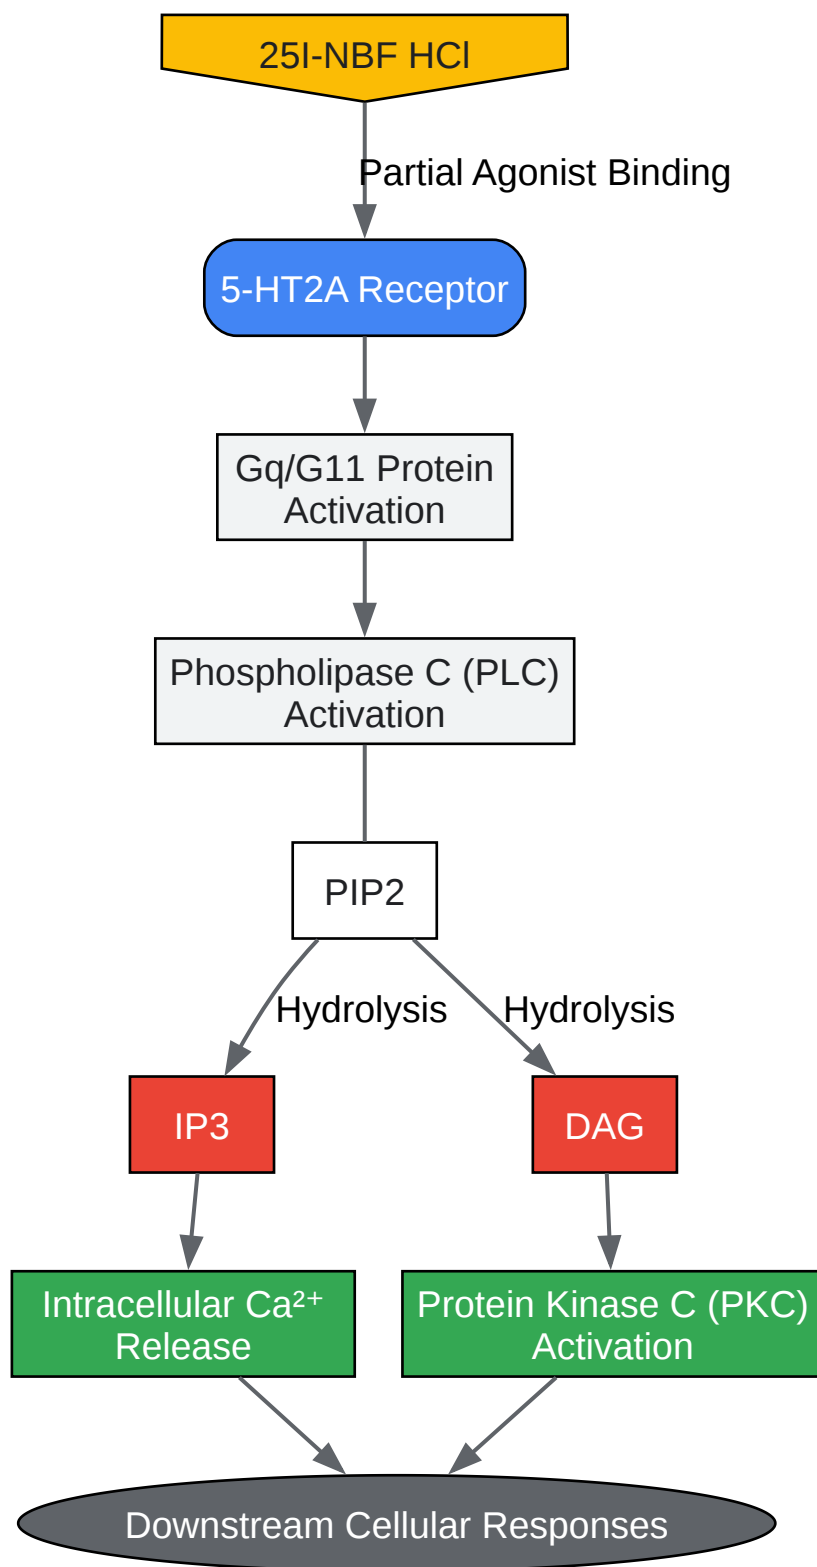 25I-NBF HCl
Partial Agonist Binding
5-HT2A Receptor
Gq/G11 Protein
Activation
Phospholipase C (PLC)
Activation
PIP2
Hydrolysis
Hydrolysis
IP3
DAG
Intracellular Ca²⁺
Release
Protein Kinase C (PKC)
Activation
Downstream Cellular Responses